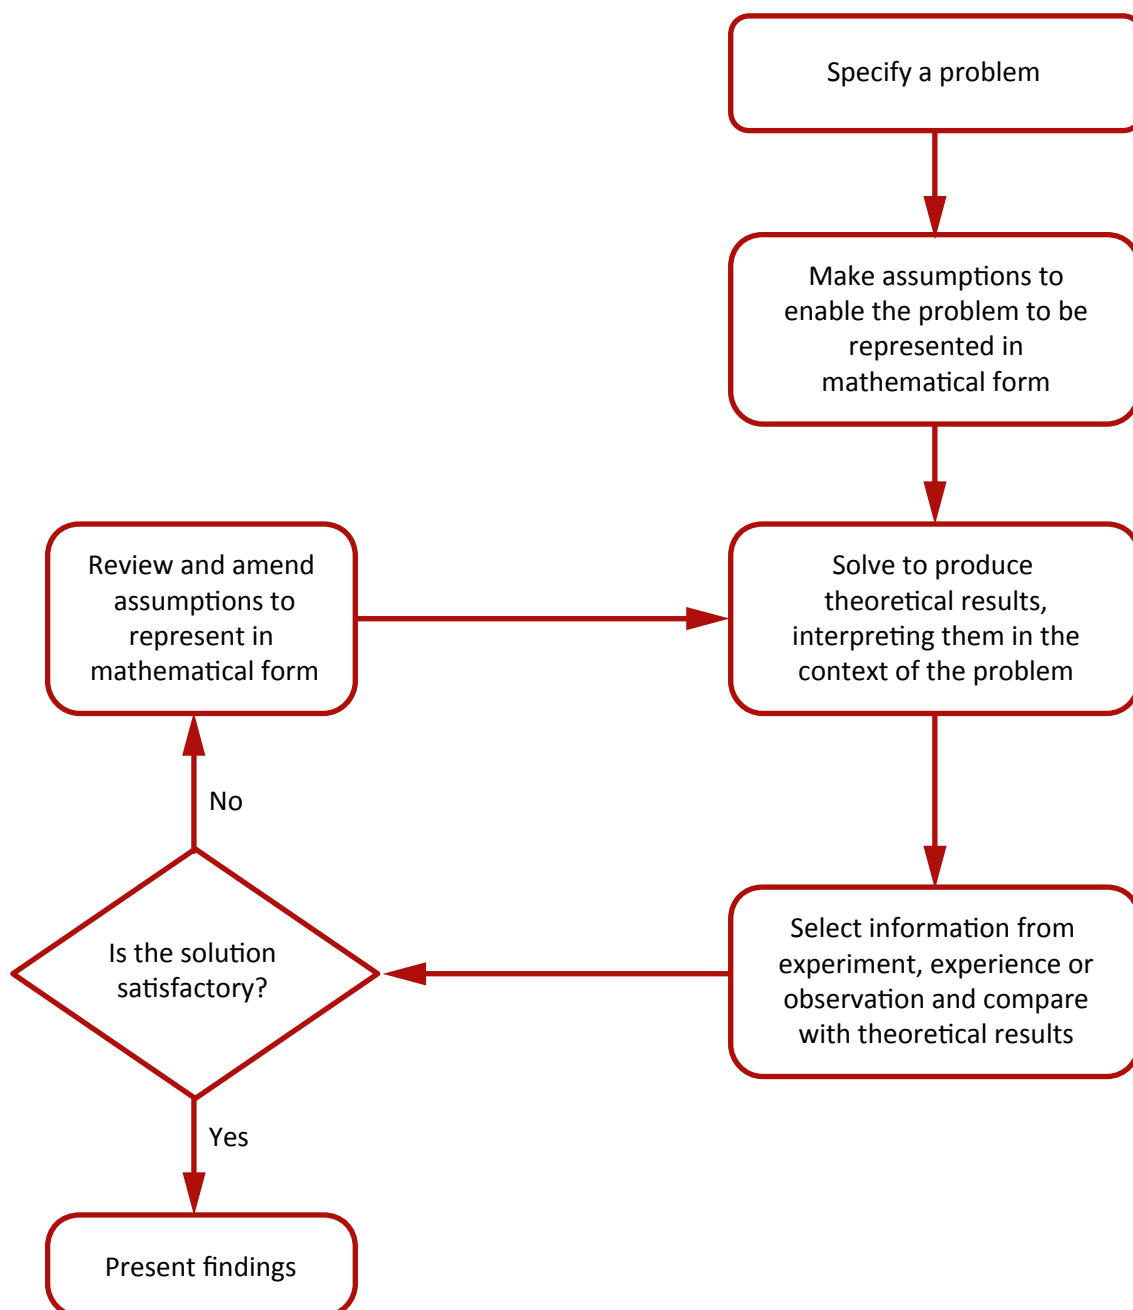 Specify a problem
Make assumptions to
enable the problem to be
represented in
mathematical form
Solve to produce
theoretical results,
interpreting them in the
context of the problem
Select information from
experiment, experience or
observation and compare
with theoretical results
Is the solution
satisfactory?
No
Review and amend
assumptions to
represent in
mathematical form
Yes
Present findings